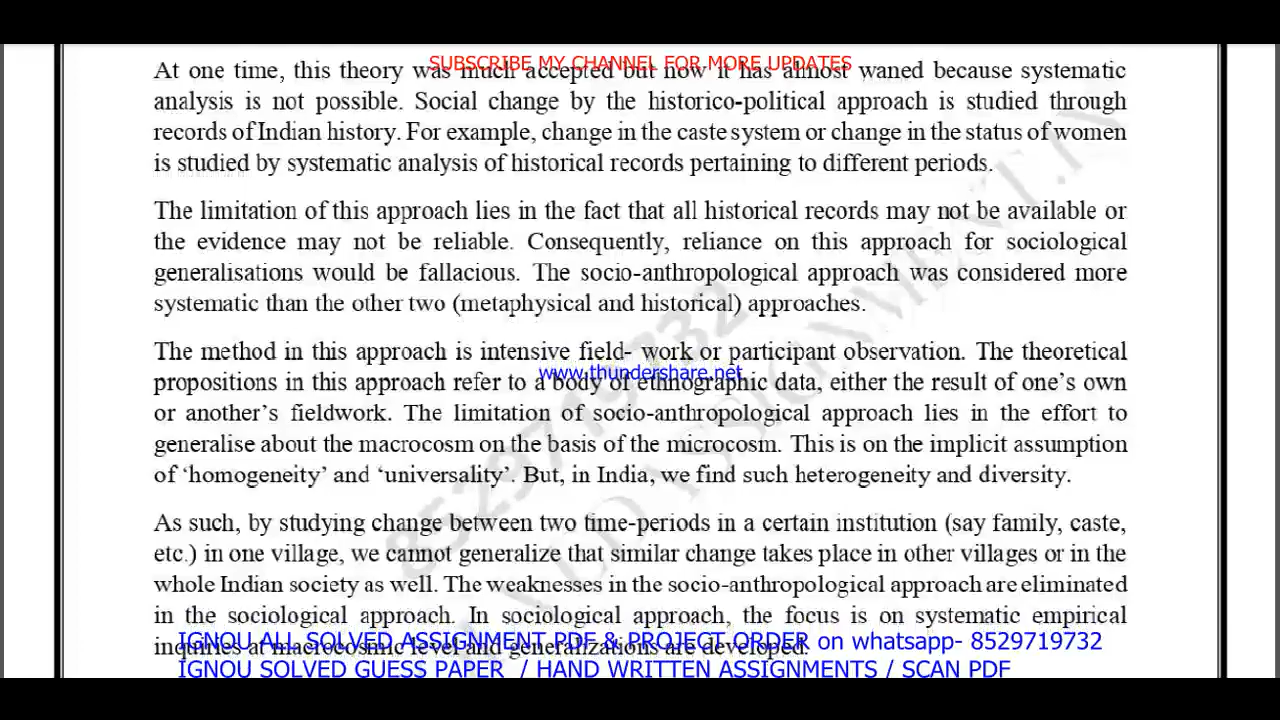 SUBSCRIBE MY CHANNEL FOR MORE UPDATES
At one time, this theory was much accepted but now it has almost waned because systematic
analysis is not possible. Social change by the historico-political approach is studied through
records of Indian history. For example, change in the caste system or change in the status of women
is studied by systematic analysis of historical records pertaining to different periods.
The limitation of this approach lies in the fact that all historical records may not be available or
the evidence may not be reliable. Consequently, reliance on this approach for sociological
generalisations would be fallacious. The socio-anthropological approach was considered more
systematic than the other two (metaphysical and historical) approaches.
The method in this approach is intensive field- work or participant observation. The theoretical
www.thundershare.net
propositions in this approach refer to a body of ethnographic data, either the result of one's own
or another's fieldwork. The limitation of socio-anthropological approach lies in the effort to
generalise about the macrocosm on the basis of the microcosm. This is on the implicit assumption
of 'homogeneity' and 'universality'. But, in India, we find such heterogeneity and diversity.
As such, by studying change between two time-periods in a certain institution (say family, caste,
etc.) in one village, we cannot generalize that similar change takes place in other villages or in the
whole Indian society as well. The weaknesses in the socio-anthropological approach are eliminated
in the sociological approach. In sociological approach, the focus is on systematic empirical
inquiries at macrocosmic level and generalizations are developed.
IGNOU ALL SOLVED ASSIGNMENT PDF & PROJECT ORDER on whatsapp- 8529719732
IGNOU SOLVED GUESS PAPER / HAND WRITTEN ASSIGNMENTS / SCAN PDF
8529719732